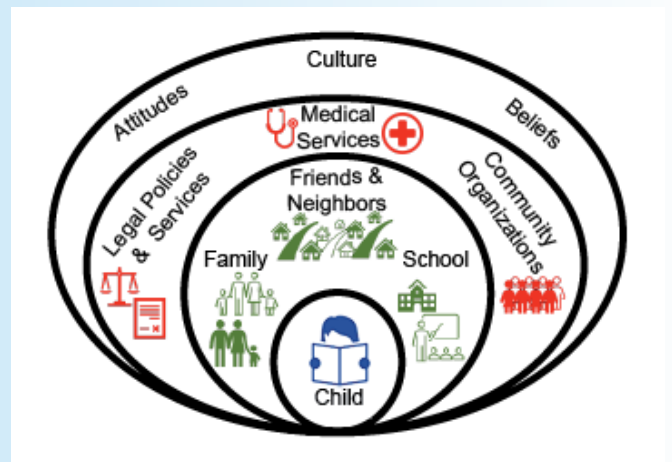 Culture
Attitudes
Beliefs
Medical
Services
Legal Policies
& Services
Community
Organizations
Friends &
Neighbors
Family
School
Child